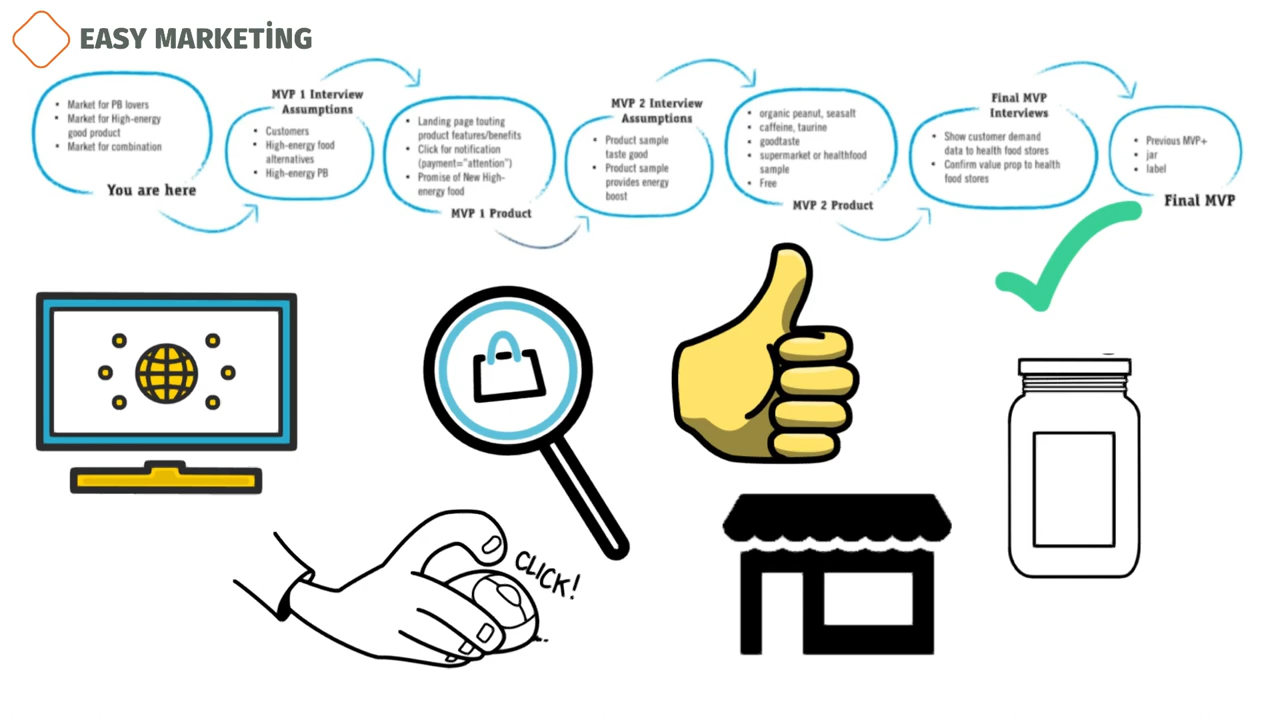 EASY MARKETİNG
• Market for PB lovers
• Market for High-energy
good product
• Market for combination
You are here
MVP 1 Interview
Assumptions
• Customers
• High-energy food
alternatives
• High-energy PB
• Landing page touting
product features/benefits
• Click for notification
(payment="attention")
• Promise of New High-
energy food
MVP 1 Product
MVP 2 Interview
Assumptions
• Product sample
taste good
• Product sample
provides energy
boost
• organic peanut, seasalt
• caffeine, taurine
• goodtaste
• supermarket or healthfood
sample
• Free
MVP 2 Product
Final MVP
Interviews
• Show customer demand
data to health food stores
• Confirm value prop to health
food stores
• Previous MVP+
• jar
• label
Final MVP
CLICK!